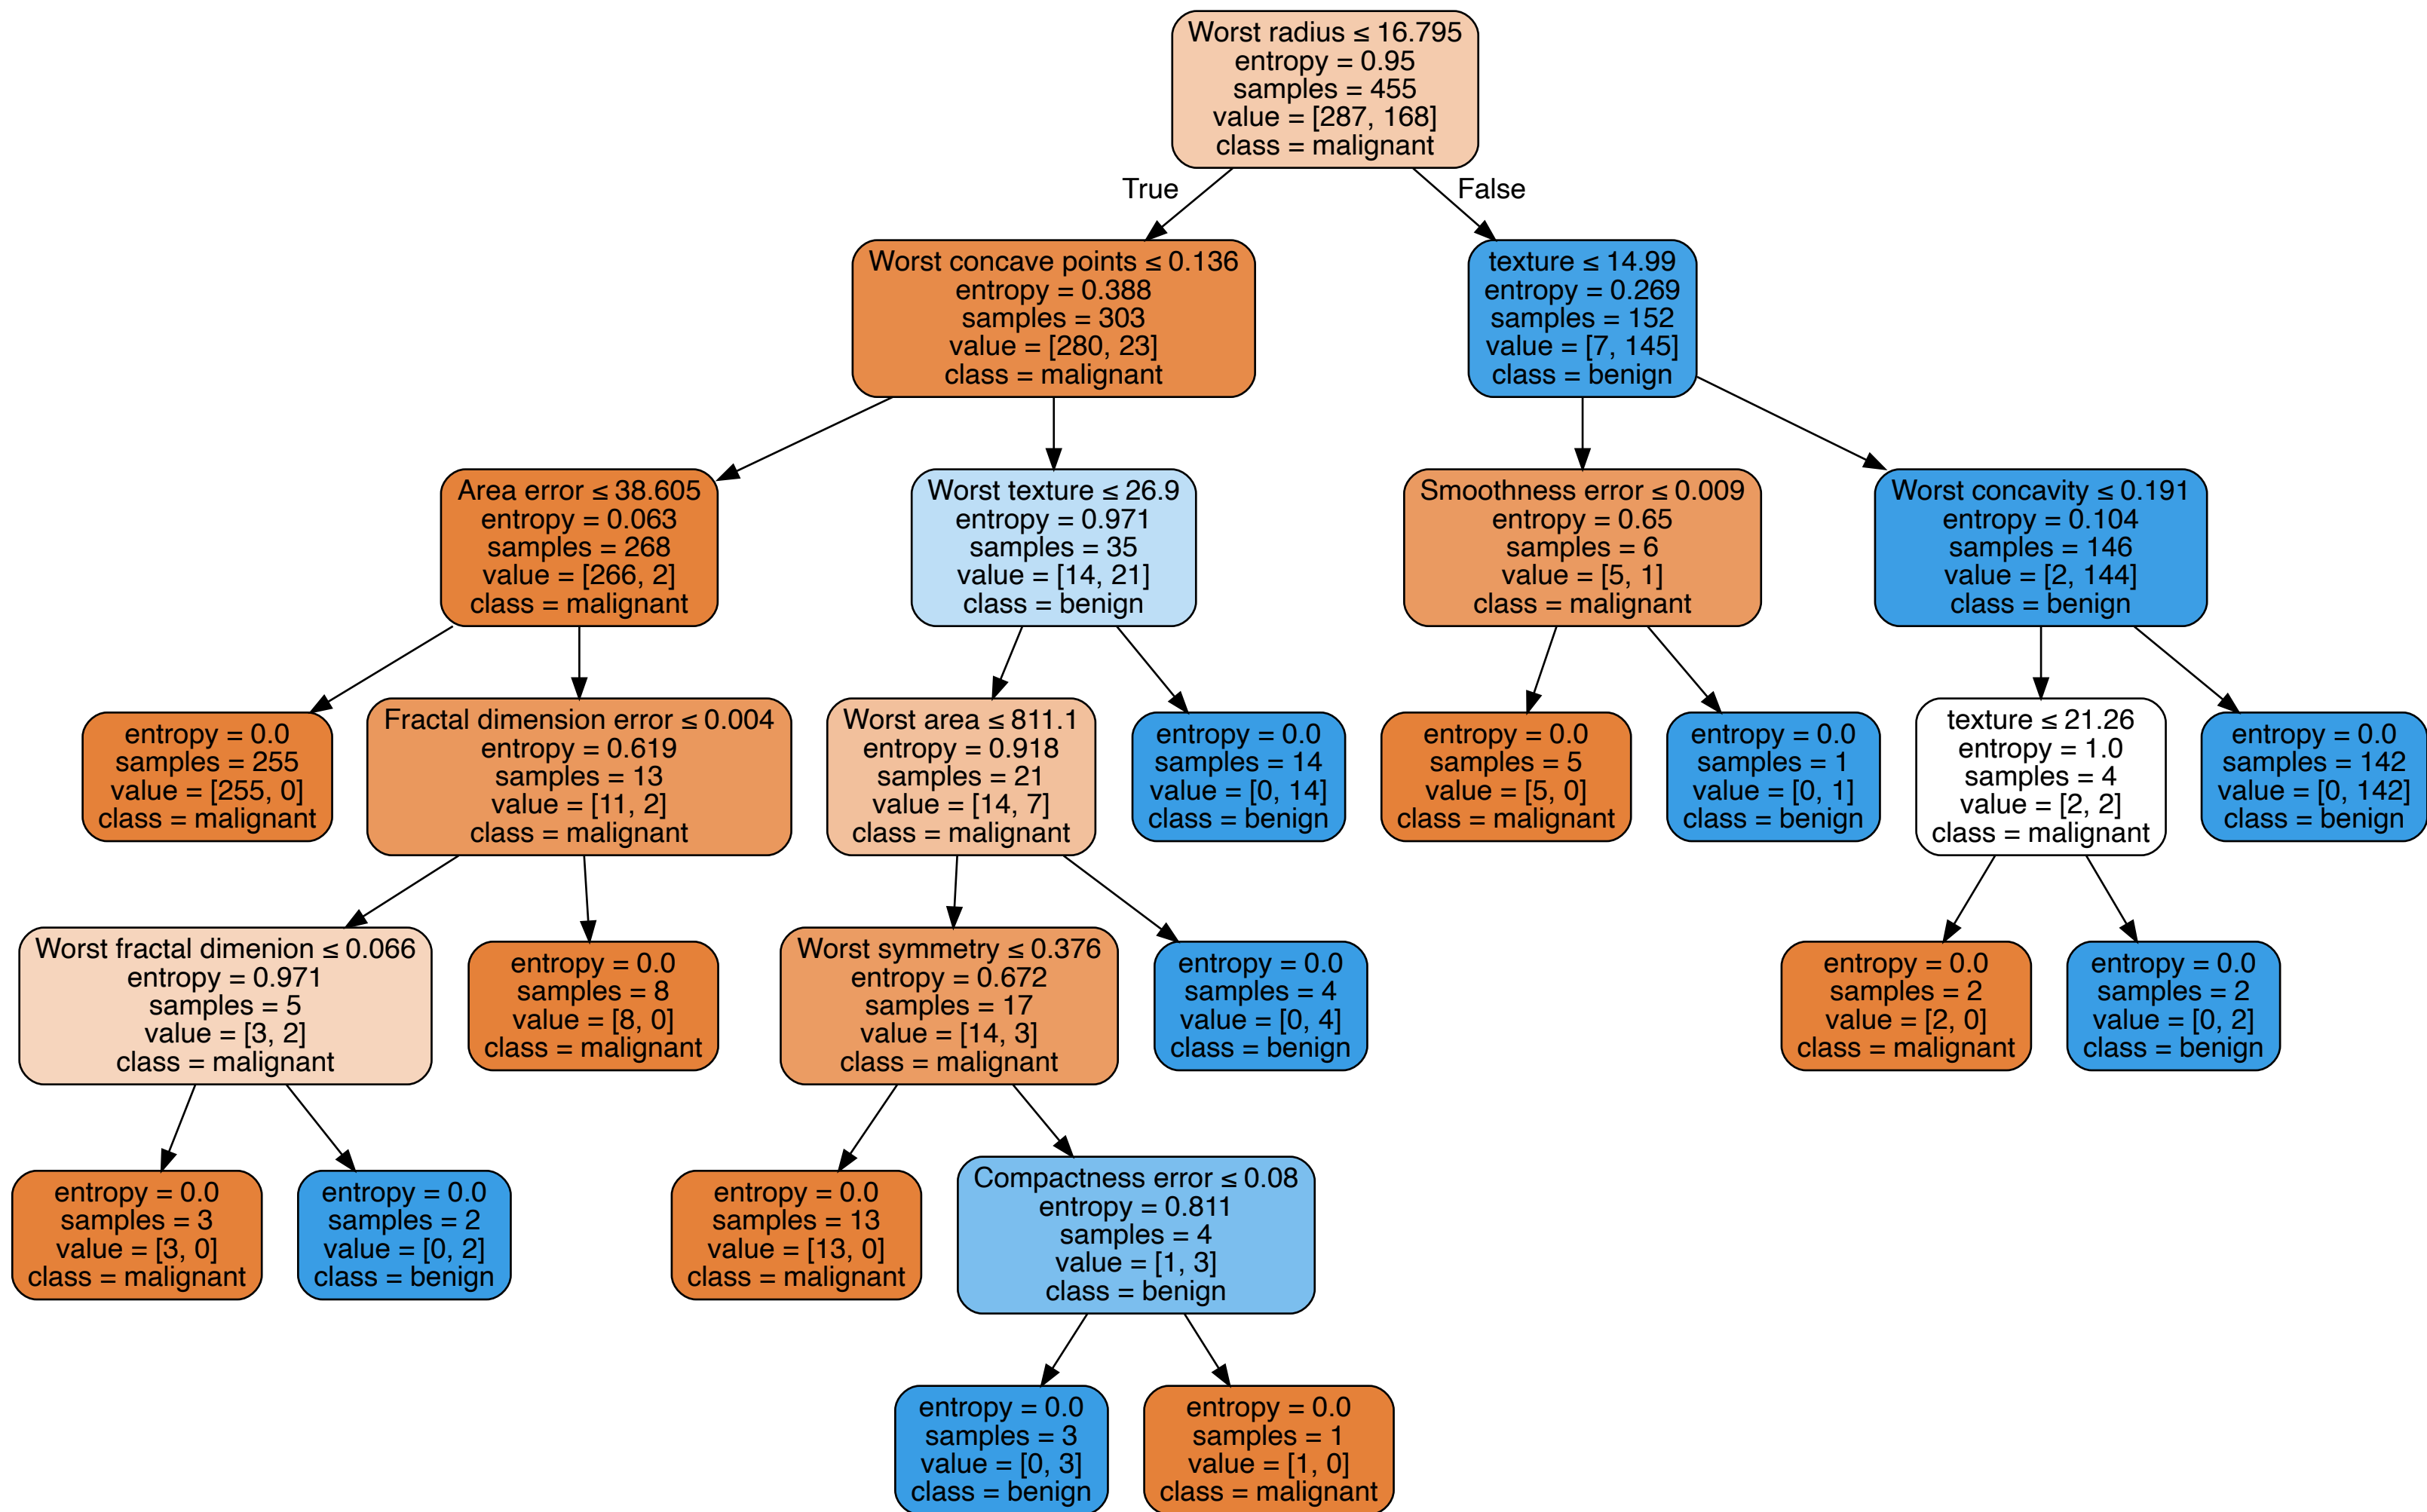 Worst radius ≤ 16.795
entropy = 0.95
samples = 455
value = [287, 168]
class = malignant
True
False
Worst concave points ≤ 0.136
entropy = 0.388
samples = 303
value = [280, 23]
class = malignant
texture ≤ 14.99
entropy = 0.269
samples = 152
value = [7, 145]
class = benign
Area error ≤ 38.605
entropy = 0.063
samples = 268
value = [266, 2]
class = malignant
Worst texture ≤ 26.9
entropy = 0.971
samples = 35
value = [14, 21]
class = benign
Smoothness error ≤ 0.009
entropy = 0.65
samples = 6
value = [5, 1]
class = malignant
Worst concavity ≤ 0.191
entropy = 0.104
samples = 146
value = [2, 144]
class = benign
entropy = 0.0
samples = 255
value = [255, 0]
class = malignant
Fractal dimension error ≤ 0.004
entropy = 0.619
samples = 13
value = [11, 2]
class = malignant
Worst area ≤ 811.1
entropy = 0.918
samples = 21
value = [14, 7]
class = malignant
entropy = 0.0
samples = 14
value = [0, 14]
class = benign
entropy = 0.0
samples = 5
value = [5, 0]
class = malignant
entropy = 0.0
samples = 1
value = [0, 1]
class = benign
texture ≤ 21.26
entropy = 1.0
samples = 4
value = [2, 2]
class = malignant
entropy = 0.0
samples = 142
value = [0, 142]
class = benign
Worst fractal dimenion ≤ 0.066
entropy = 0.971
samples = 5
value = [3, 2]
class = malignant
entropy = 0.0
samples = 8
value = [8, 0]
class = malignant
Worst symmetry ≤ 0.376
entropy = 0.672
samples = 17
value = [14, 3]
class = malignant
entropy = 0.0
samples = 4
value = [0, 4]
class = benign
entropy = 0.0
samples = 2
value = [2, 0]
class = malignant
entropy = 0.0
samples = 2
value = [0, 2]
class = benign
entropy = 0.0
samples = 3
value = [3, 0]
class = malignant
entropy = 0.0
samples = 2
value = [0, 2]
class = benign
entropy = 0.0
samples = 13
value = [13, 0]
class = malignant
Compactness error ≤ 0.08
entropy = 0.811
samples = 4
value = [1, 3]
class = benign
entropy = 0.0
samples = 3
value = [0, 3]
class = benign
entropy = 0.0
samples = 1
value = [1, 0]
class = malignant